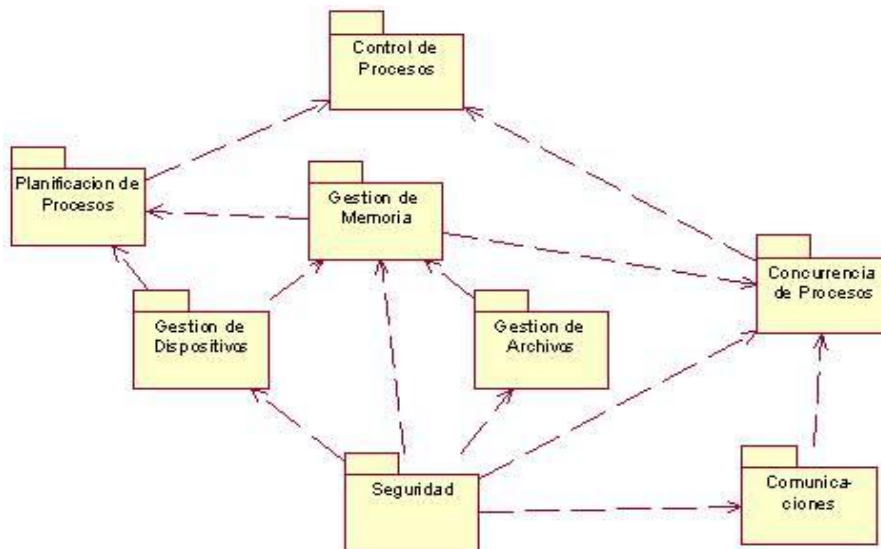 Control de
Procesos
Planificacion de
Procesos
Gestion de
Memoria
Concurrencia
de Procesos
Gestion de
Dispositivos
Gestion de
Archivos
Seguridad
Comunica-
ciones